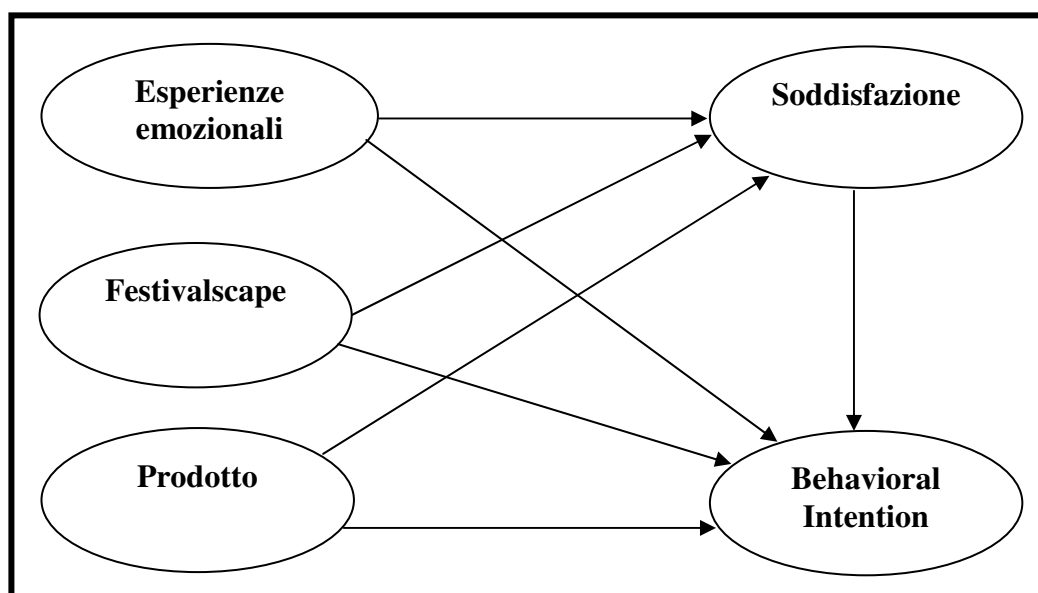 Esperienze
emozionali
Soddisfazione
Festivalscape
Prodotto
Behavioral
Intention